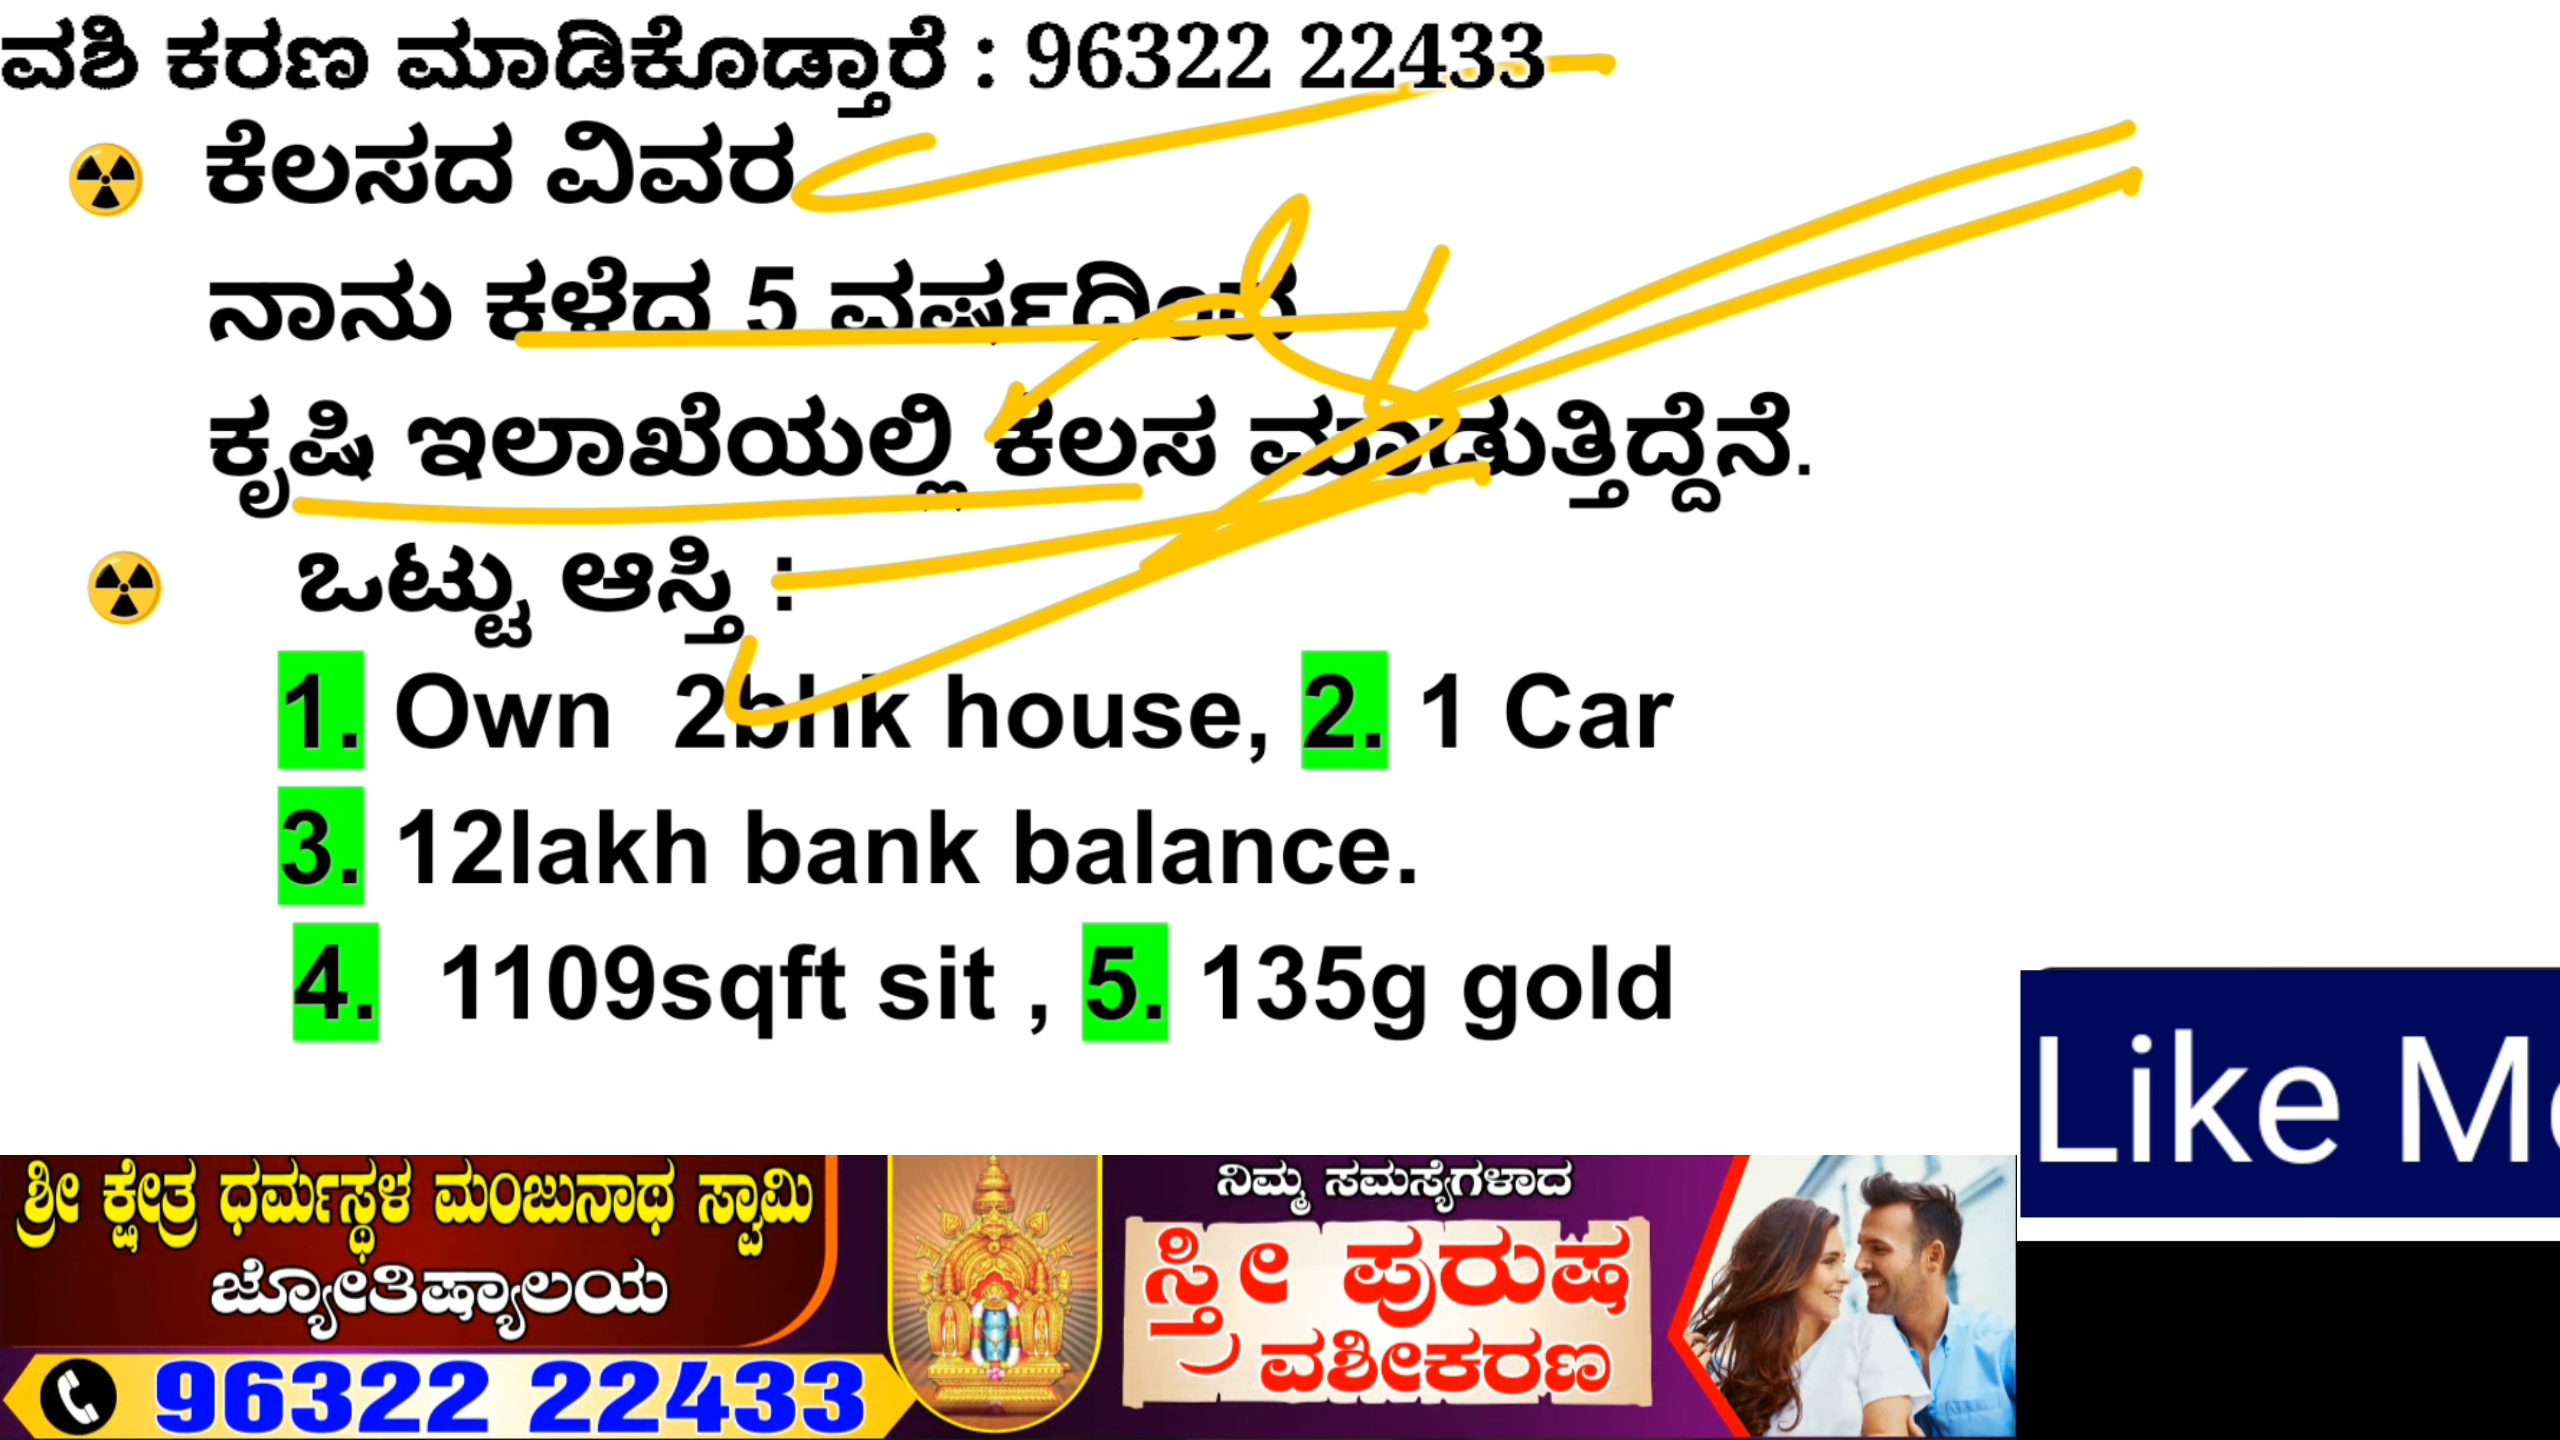 ವಶಿ ಕರಣ ಮಾಡಿಕೊಡ್ತಾರೆ : 96322 22433
ಕೆಲಸದ ವಿವರ
ನಾನು ಕಳೆದ 5 ವರ್ಷದಿಂದ
ಕೃಷಿ ಇಲಾಖೆಯಲ್ಲಿ ಕೆಲಸ ಮಾಡುತ್ತಿದ್ದೆನೆ.
ಒಟ್ಟು ಆಸ್ತಿ :
1. Own 2bhk house, 2. 1 Car
3. 12lakh bank balance.
4. 1109sqft sit , 5. 135g gold
Like
ಶ್ರೀ ಕ್ಷೇತ್ರ ಧರ್ಮಸ್ಥಳ ಮಂಜುನಾಥ ಸ್ವಾಮಿ
ಜ್ಯೋತಿಷ್ಯಾಲಯ
96322 22433
ನಿಮ್ಮ ಸಮಸ್ಯೆಗಳಾದ
ಸ್ತ್ರೀ ಪುರುಷ
ವಶೀಕರಣ